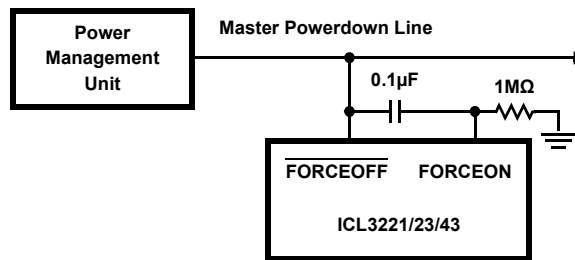 Power
Management
Unit
Master Powerdown Line
0.1µF
1MΩ
FORCEOFF FORCEON
ICL3221/23/43